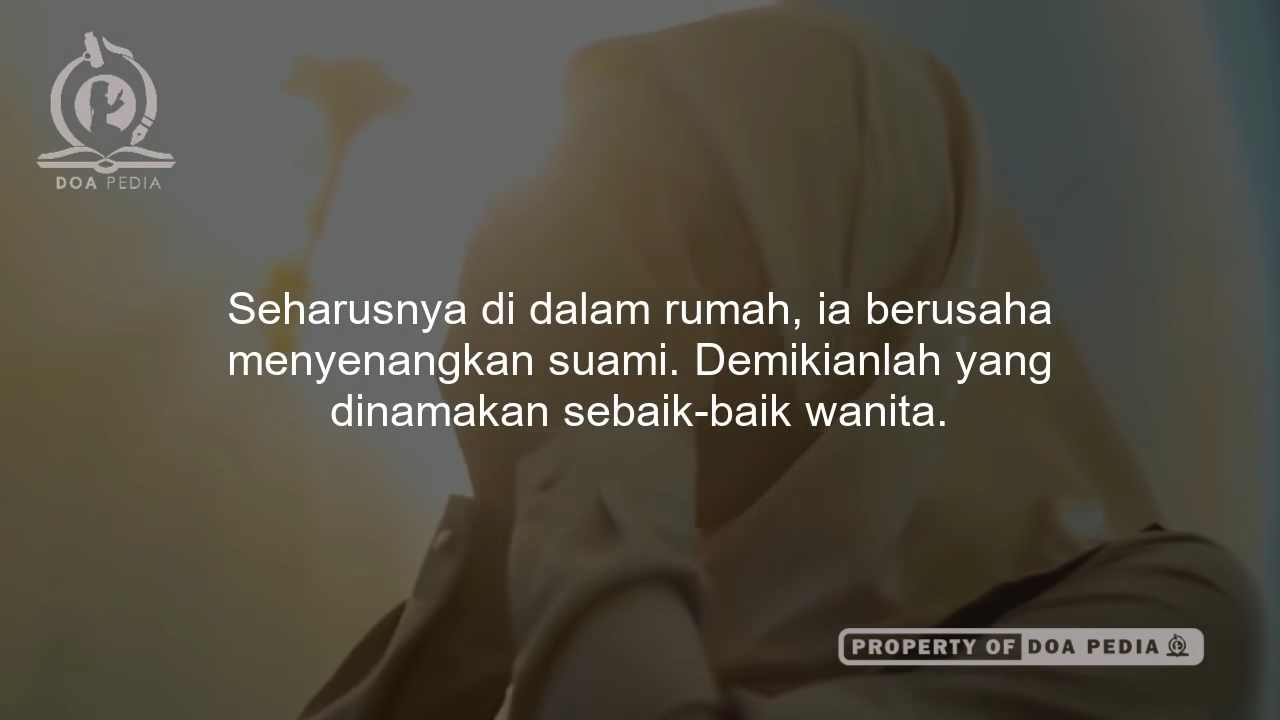 DOA PEDIA
Seharusnya di dalam rumah, ia berusaha
menyenangkan suami. Demikianlah yang
dinamakan sebaik-baik wanita.
PROPERTY OF DOA PEDIA